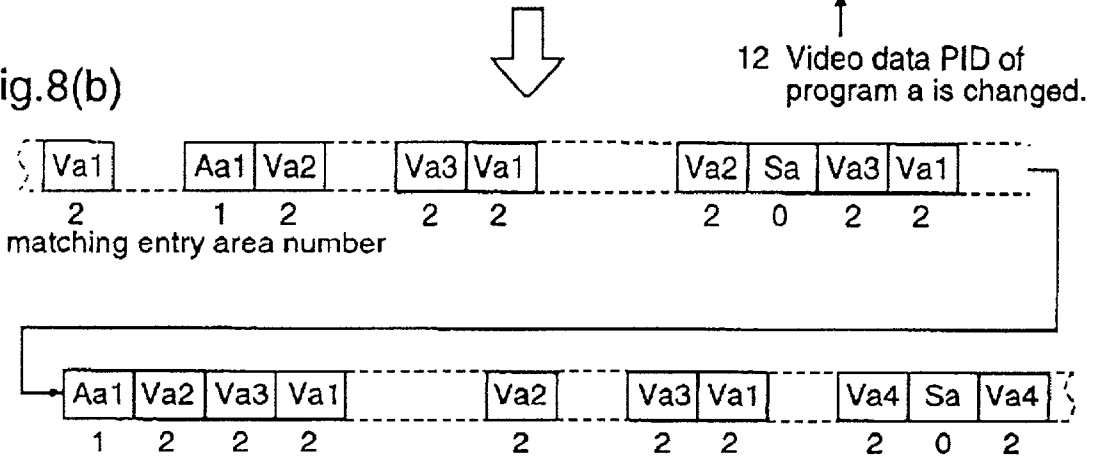 12 Video data PID of
program a is changed.
ig.8(b)
Va1 Aa1 Va2 Va3 Va1 Va2 Sa Va3 Va1
2 1 2 2 2 2 0 2 2
matching entry area number
Aa1 Va2 Va3 Va1 Va2 Va3 Va1 Va4 Sa Va4
1 2 2 2 2 2 2 2 0 2